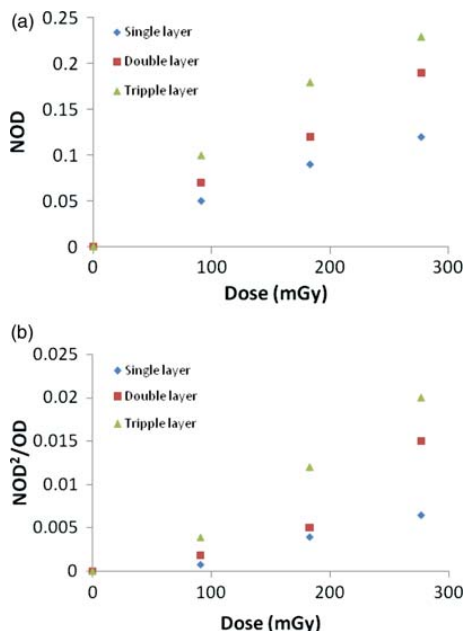 (a)
0.25
0.2
0.15
0.1
0.05
0
NOD
Single layer
Double layer
Tripple layer
0 100 200 300
Dose (mGy)
(b)
0.025
0.02
0.015
0.01
0.005
0
NOD²/OD
Single layer
Double layer
Tripple layer
0 100 200 300
Dose (mGy)